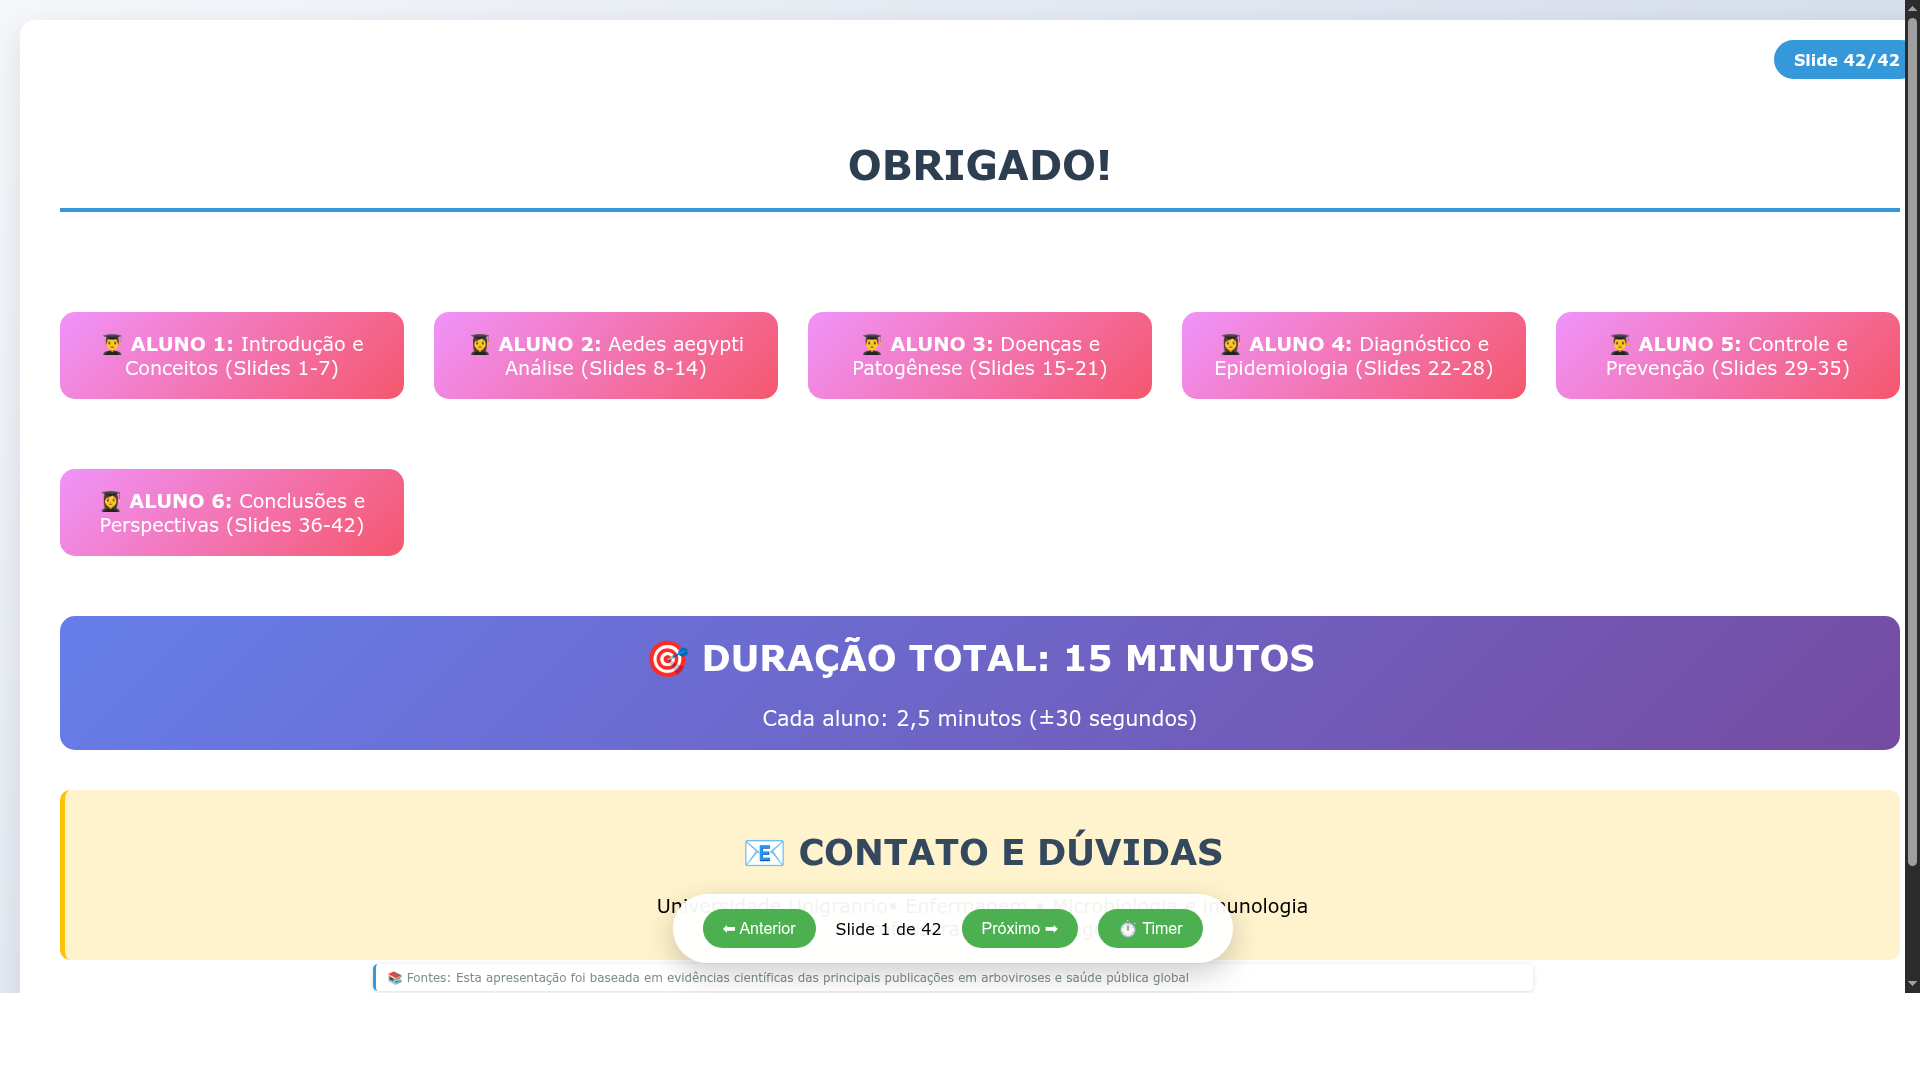 Slide 42/42
OBRIGADO!
ALUNO 1: Introdução e
Conceitos (Slides 1-7)
ALUNO 2: Aedes aegypti
Análise (Slides 8-14)
ALUNO 3: Doenças e
Patogênese (Slides 15-21)
ALUNO 4: Diagnóstico e
Epidemiologia (Slides 22-28)
ALUNO 5: Controle e
Prevenção (Slides 29-35)
ALUNO 6: Conclusões e
Perspectivas (Slides 36-42)
DURAÇÃO TOTAL: 15 MINUTOS
Cada aluno: 2,5 minutos (±30 segundos)
CONTATO E DÚVIDAS
Universidade Unigranrio• Enfermagem • Microbiologia e Imunologia
⬅ Anterior
Slide 1 de 42
Próximo ➡
Timer
Fontes: Esta apresentação foi baseada em evidências científicas das principais publicações em arboviroses e saúde pública global